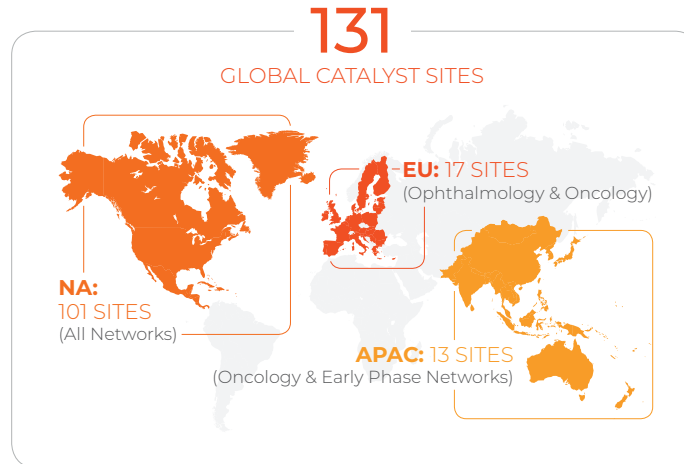 131
GLOBAL CATALYST SITES
EU: 17 SITES
(Ophthalmology & Oncology)
NA:
101 SITES
(All Networks)
APAC: 13 SITES
(Oncology & Early Phase Networks)